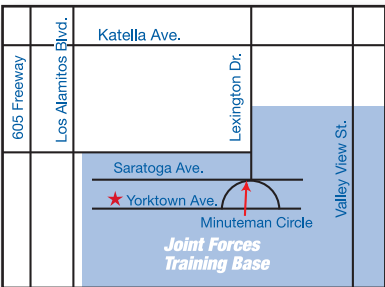 Katella Ave.
605 Freeway
Los Alamitos Blvd.
Lexington Dr.
Valley View St.
Saratoga Ave.
Yorktown Ave.
Minuteman Circle
Joint Forces
Training Base